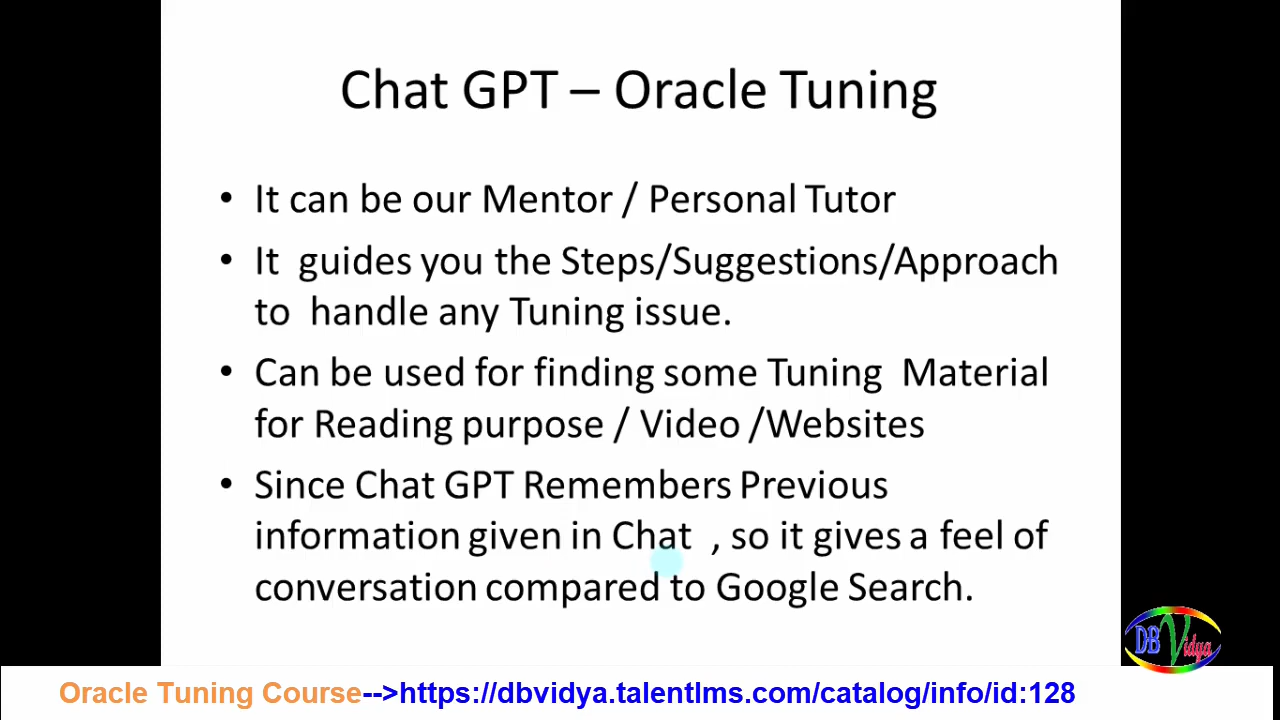 Chat GPT – Oracle Tuning
• It can be our Mentor / Personal Tutor
• It  guides you the Steps/Suggestions/Approach
to  handle any Tuning issue.
• Can be used for finding some Tuning  Material
for Reading purpose / Video /Websites
• Since Chat GPT Remembers Previous
information given in Chat  , so it gives a feel of
conversation compared to Google Search.
DB Vidya
Oracle Tuning Course-->https://dbvidya.talentlms.com/catalog/info/id:128